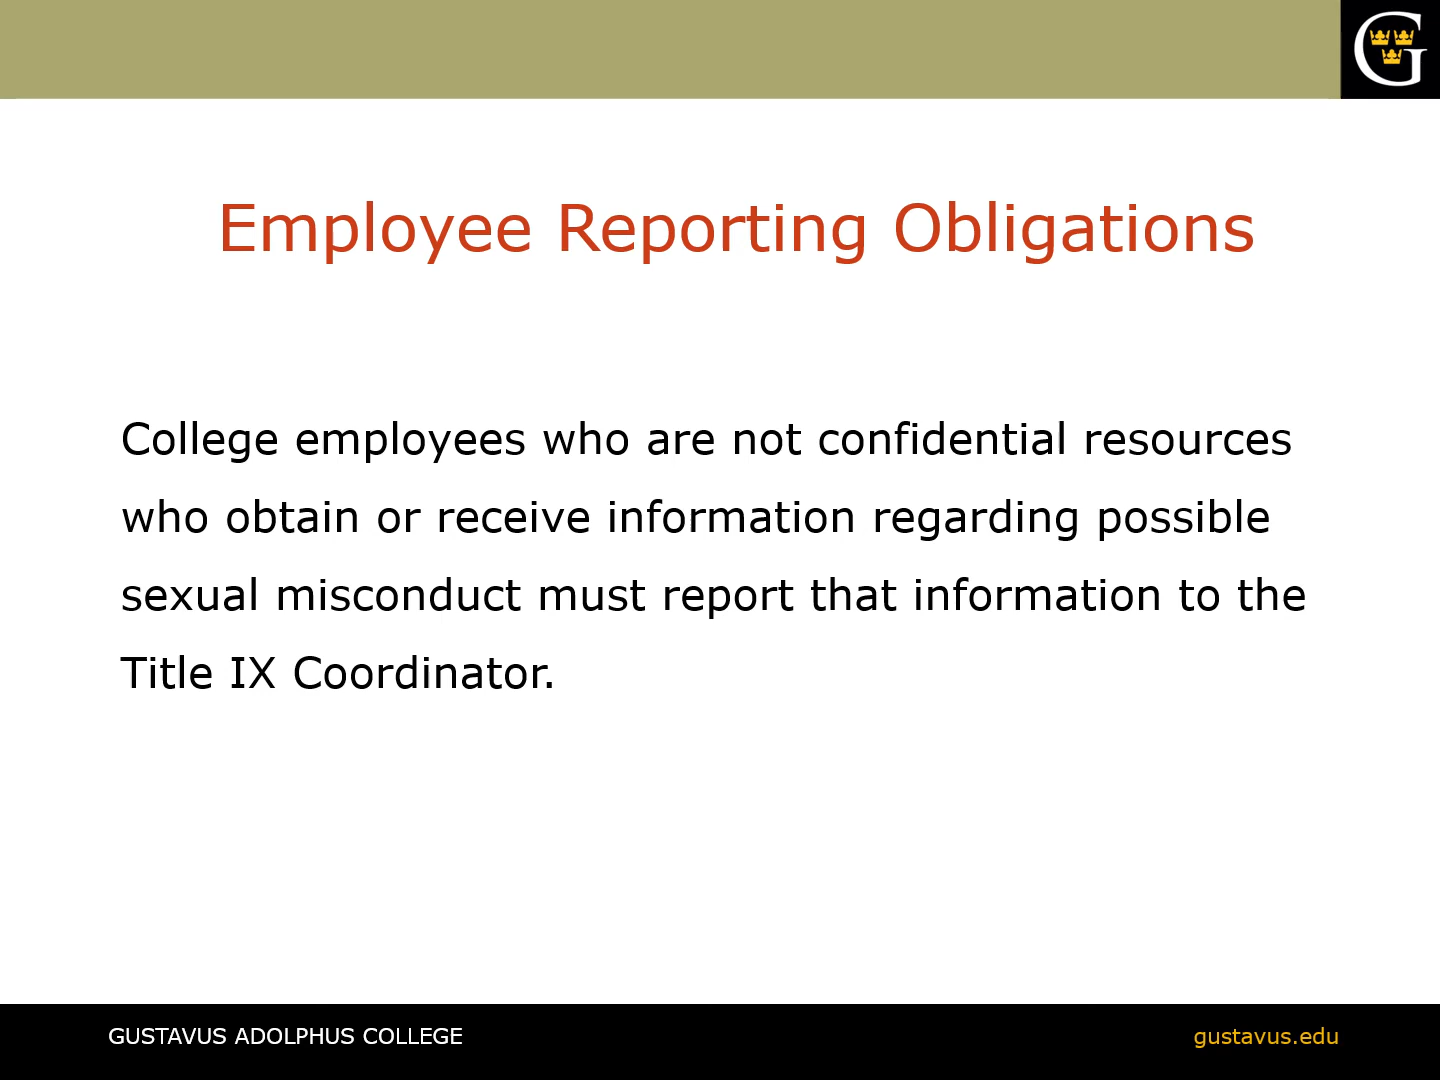 G
Employee Reporting Obligations
College employees who are not confidential resources
who obtain or receive information regarding possible
sexual misconduct must report that information to the
Title IX Coordinator.
GUSTAVUS ADOLPHUS COLLEGE
gustavus.edu